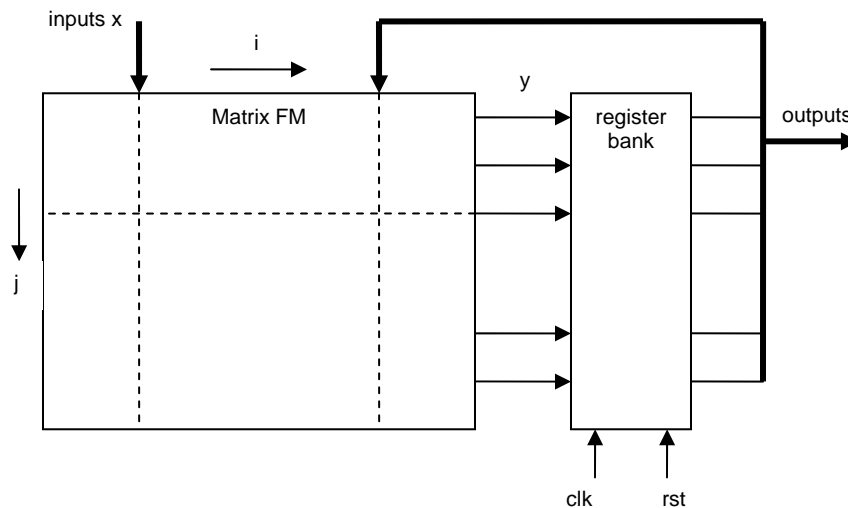 inputs x
i
y
Matrix FM
register
bank
outputs
j
clk
rst